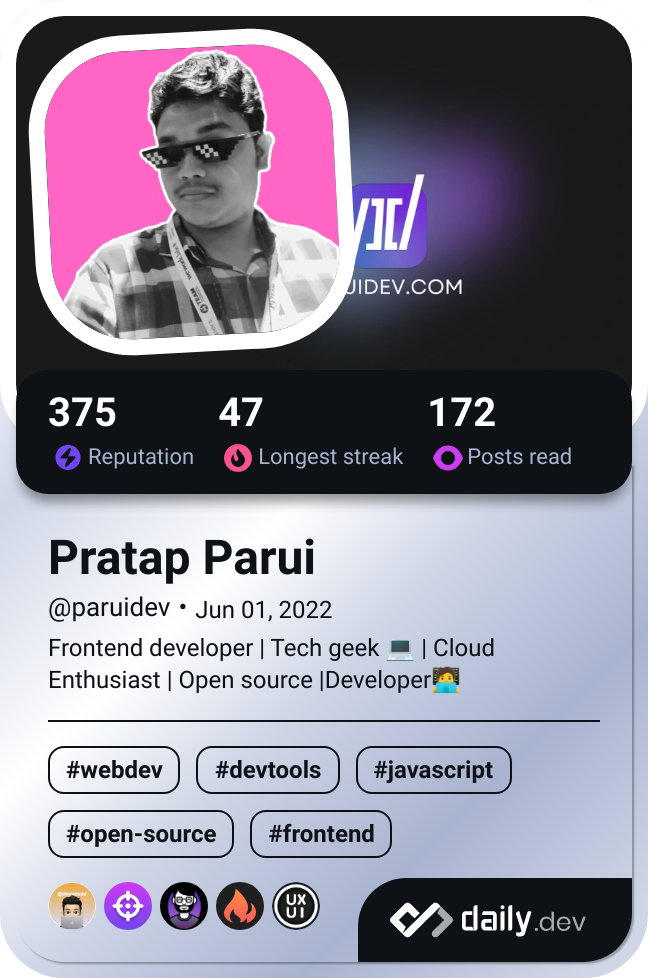 UIDEV.COM
375 47 172
Reputation Longest streak Posts read
Pratap Parui
@paruidev • Jun 01, 2022
Frontend developer | Tech geek 💻 | Cloud
Enthusiast | Open source |Developer🧑‍💻
#webdev #devtools #javascript
#open-source #frontend
UX
UI
daily.dev